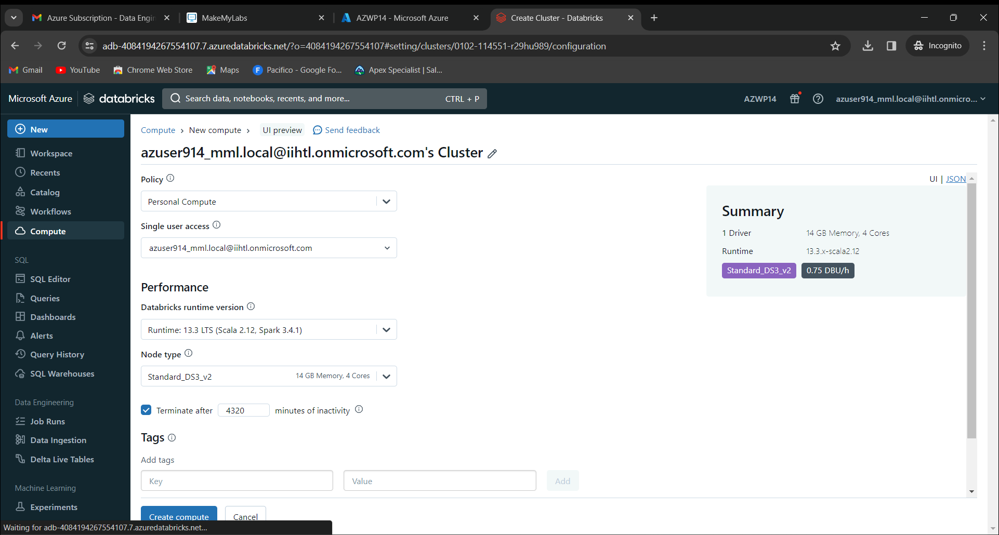 Azure Subscription - Data Engin
MakeMyLabs
AZWP14 - Microsoft Azure
Create Cluster - Databricks
adb-4084194267554107.7.azuredatabricks.net/?o=4084194267554107#setting/clusters/0102-114551-r29hu989/configuration
Incognito
Gmail
YouTube
Chrome Web Store
Maps
Pacifico - Google Fo...
Apex Specialist | Sal...
Microsoft Azure
databricks
Search data, notebooks, recents, and more...
CTRL + P
AZWP14
azuser914_mml.local@iihtl.onmicro...
New
Workspace
Recents
Catalog
Workflows
Compute
SQL
SQL Editor
Queries
Dashboards
Alerts
Query History
SQL Warehouses
Data Engineering
Job Runs
Data Ingestion
Delta Live Tables
Machine Learning
Experiments
Compute › New compute › UI preview Send feedback
azuser914_mml.local@iihtl.onmicrosoft.com's Cluster
Policy
Personal Compute
Single user access
azuser914_mml.local@iihtl.onmicrosoft.com
Performance
Databricks runtime version
Runtime: 13.3 LTS (Scala 2.12, Spark 3.4.1)
Node type
Standard_DS3_v2 14 GB Memory, 4 Cores
Terminate after 4320 minutes of inactivity
Tags
Add tags
Key
Value
Add
Create compute
Cancel
UI | JSON
Summary
1 Driver 14 GB Memory, 4 Cores
Runtime 13.3.x-scala2.12
Standard_DS3_v2 0.75 DBU/h
Waiting for adb-4084194267554107.7.azuredatabricks.net...